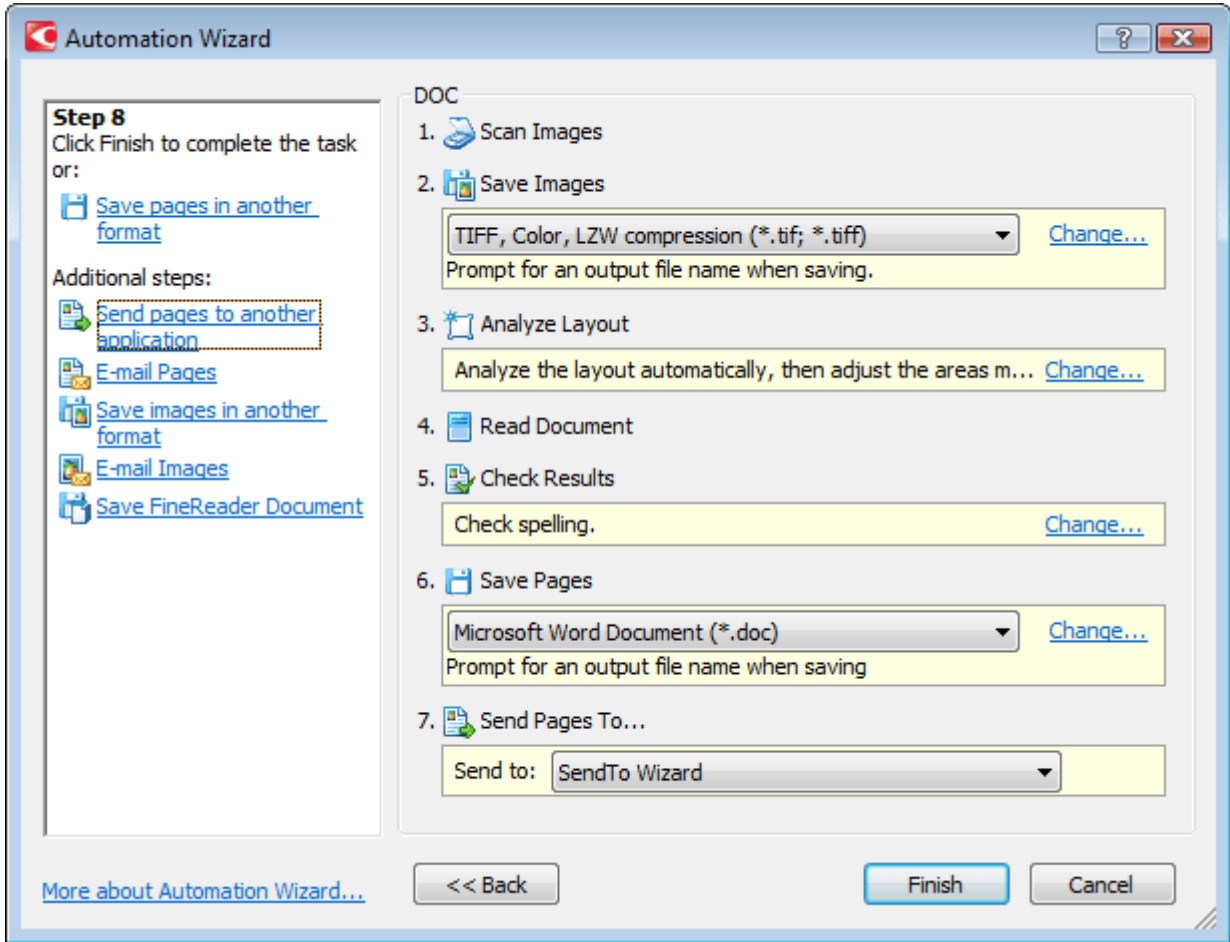 Automation Wizard
Step 8
Click Finish to complete the task
or:
Save pages in another
format
Additional steps:
Send pages to another
application
E-mail Pages
Save images in another
format
E-mail Images
Save FineReader Document
More about Automation Wizard...
DOC
1. Scan Images
2. Save Images
TIFF, Color, LZW compression (*.tif; *.tiff)
Change...
Prompt for an output file name when saving.
3. Analyze Layout
Analyze the layout automatically, then adjust the areas m... Change...
4. Read Document
5. Check Results
Check spelling. Change...
6. Save Pages
Microsoft Word Document (*.doc)
Change...
Prompt for an output file name when saving
7. Send Pages To...
Send to: SendTo Wizard
<< Back
Finish
Cancel